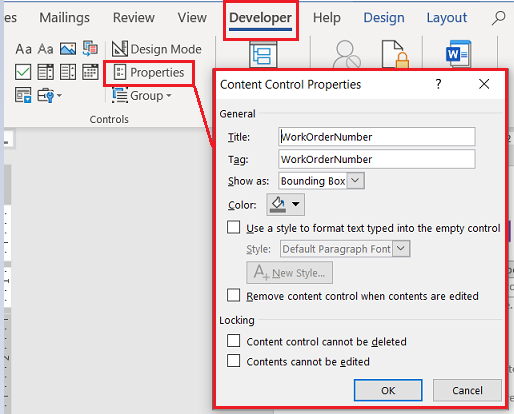 es Mailings Review View Developer Help Design Layout
Aa Aa Design Mode
Properties
Group
Controls
Content Control Properties ? ×
General
Title: WorkOrderNumber
Tag: WorkOrderNumber
Show as: Bounding Box
Color:
Use a style to format text typed into the empty control
Style: Default Paragraph Font
A+ New Style...
Remove content control when contents are edited
Locking
Content control cannot be deleted
Contents cannot be edited
OK Cancel